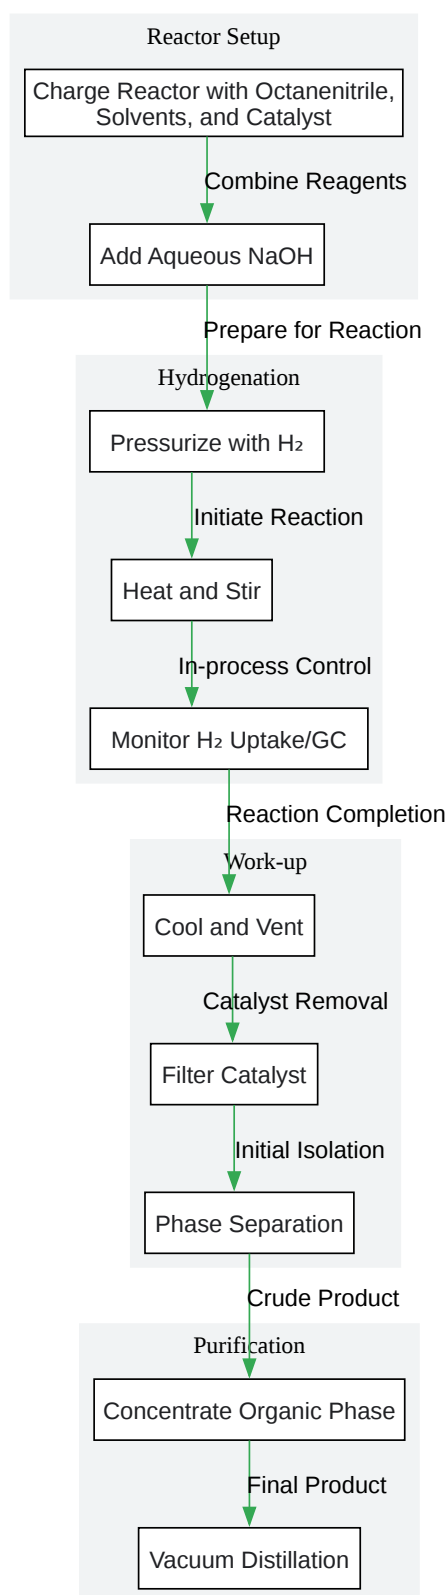 Reactor Setup
Charge Reactor with Octanenitrile,
Solvents, and Catalyst
Combine Reagents
Add Aqueous NaOH
Prepare for Reaction
Hydrogenation
Pressurize with H₂
Initiate Reaction
Heat and Stir
In-process Control
Monitor H₂ Uptake/GC
Reaction Completion
Work-up
Cool and Vent
Catalyst Removal
Filter Catalyst
Initial Isolation
Phase Separation
Crude Product
Purification
Concentrate Organic Phase
Final Product
Vacuum Distillation